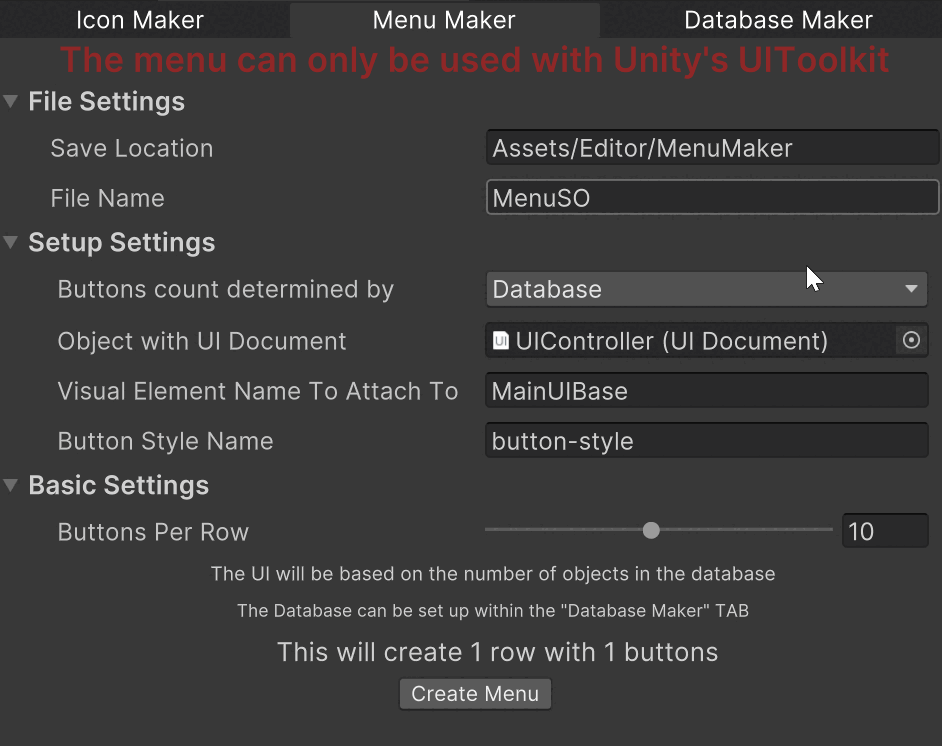 Icon Maker Menu Maker Database Maker
The menu can only be used with Unity's UIToolkit
File Settings
Save Location Assets/Editor/MenuMaker
File Name MenuSO
Setup Settings
Buttons count determined by Database
Object with UI Document UIController (UI Document)
Visual Element Name To Attach To MainUIBase
Button Style Name button-style
Basic Settings
Buttons Per Row 10
The UI will be based on the number of objects in the database
The Database can be set up within the "Database Maker" TAB
This will create 1 row with 1 buttons
Create Menu